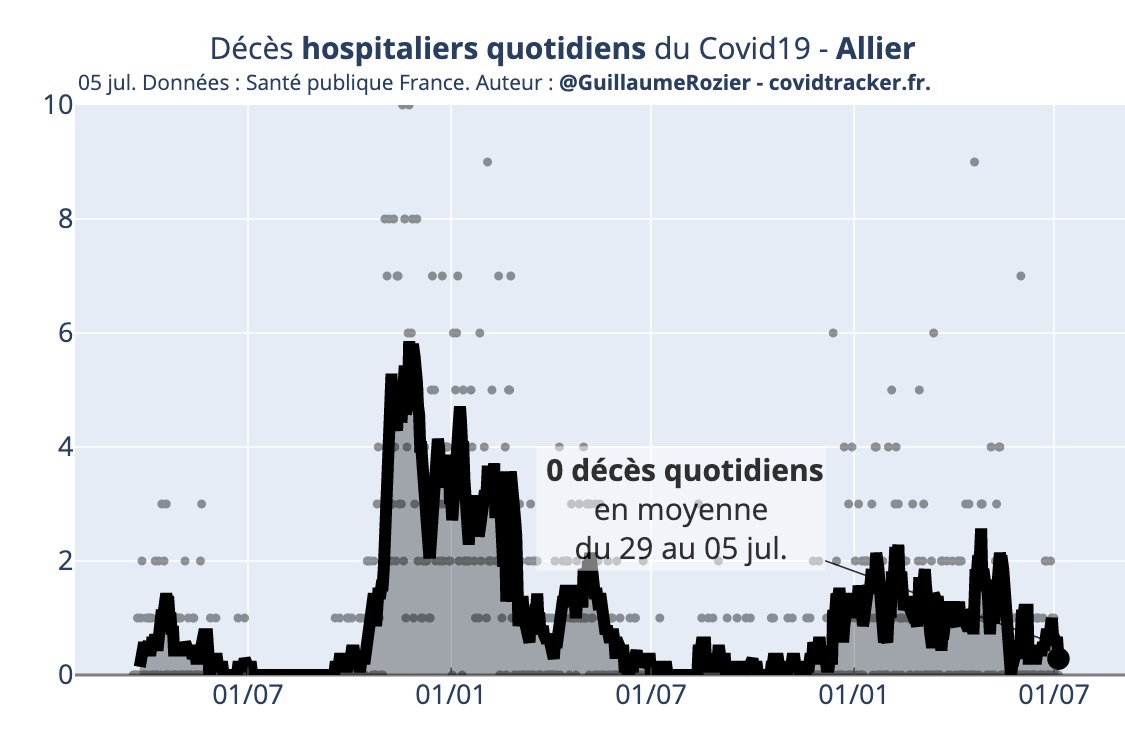 Décès hospitaliers quotidiens du Covid19 - Allier
05 jul. Données : Santé publique France. Auteur : @GuillaumeRozier - covidtracker.fr.
10
8
6
4
2
0
0 décès quotidiens
en moyenne
du 29 au 05 jul.
01/07
01/01
01/07
01/01
01/07